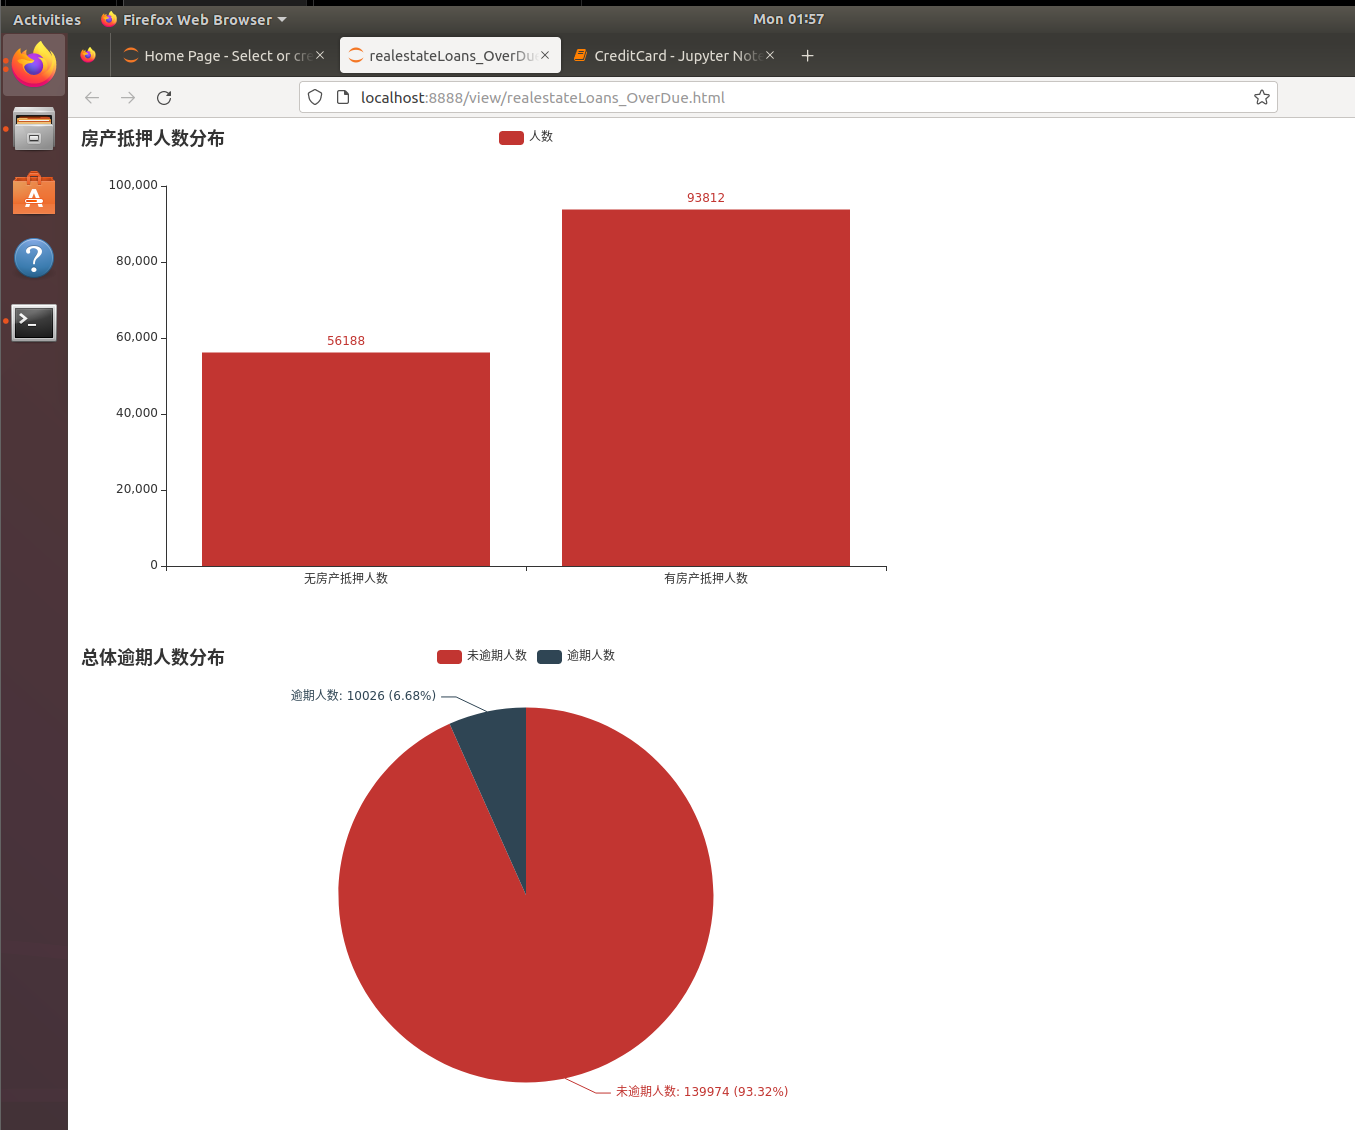 Activities
Firefox Web Browser
Mon 01:57
Home Page - Select or cre
realestateLoans_OverDu
CreditCard - Jupyter Note
localhost:8888/view/realestateLoans_OverDue.html
房产抵押人数分布
人数
100,000
80,000
60,000
40,000
20,000
0
56188
93812
无房产抵押人数
有房产抵押人数
总体逾期人数分布
未逾期人数
逾期人数
逾期人数: 10026 (6.68%)
未逾期人数: 139974 (93.32%)